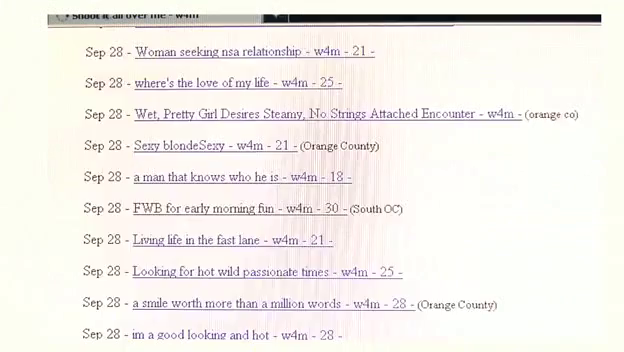 Shoot it all over me - w4m
Sep 28 - Woman seeking nsa relationship - w4m - 21 -
Sep 28 - where's the love of my life - w4m - 25 -
Sep 28 - Wet, Pretty Girl Desires Steamy, No Strings Attached Encounter - w4m - (orange co)
Sep 28 - Sexy blondeSexy - w4m - 21 - (Orange County)
Sep 28 - a man that knows who he is - w4m - 18 -
Sep 28 - FWB for early morning fun - w4m - 30 - (South OC)
Sep 28 - Living life in the fast lane - w4m - 21 -
Sep 28 - Looking for hot wild passionate times - w4m - 25 -
Sep 28 - a smile worth more than a million words - w4m - 28 - (Orange County)
Sep 28 - im a good looking and hot - w4m - 28 -